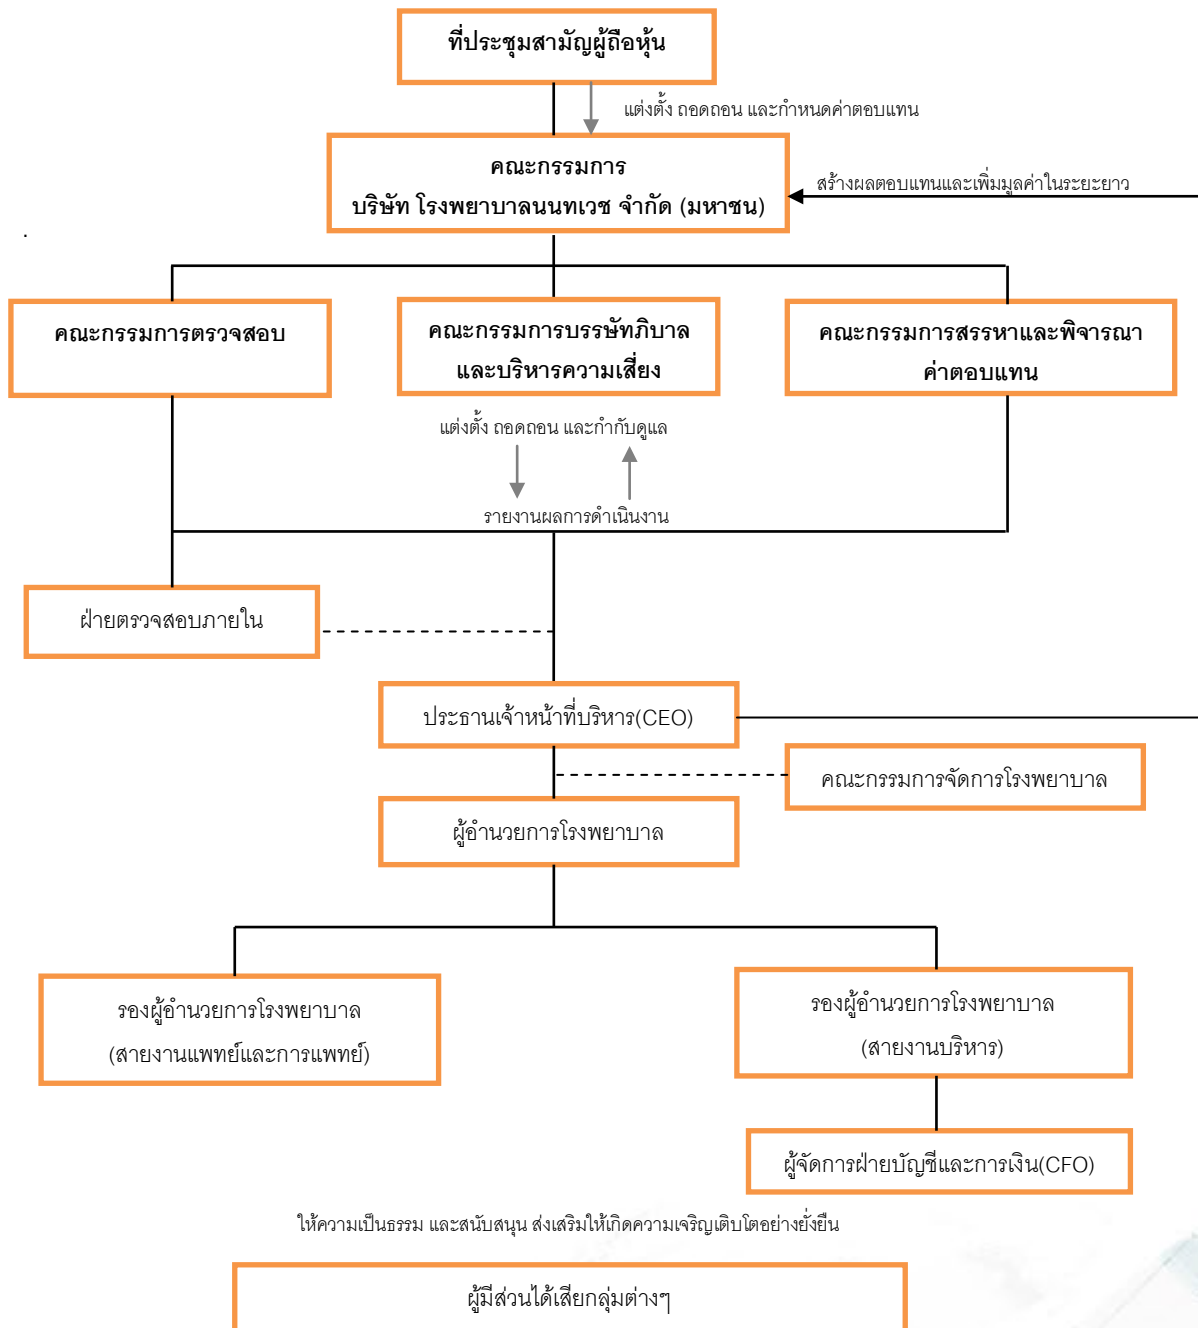 ที่ประชุมสามัญผู้ถือหุ้น
แต่งตั้ง ถอดถอน และกำหนดค่าตอบแทน
คณะกรรมการ
บริษัท โรงพยาบาลนนทเวช จำกัด (มหาชน)
สร้างผลตอบแทนและเพิ่มมูลค่าในระยะยาว
.
คณะกรรมการตรวจสอบ
คณะกรรมการบรรษัทภิบาล
และบริหารความเสี่ยง
คณะกรรมการสรรหาและพิจารณา
ค่าตอบแทน
แต่งตั้ง ถอดถอน และกำกับดูแล
รายงานผลการดำเนินงาน
ฝ่ายตรวจสอบภายใน
ประธานเจ้าหน้าที่บริหาร(CEO)
คณะกรรมการจัดการโรงพยาบาล
ผู้อำนวยการโรงพยาบาล
รองผู้อำนวยการโรงพยาบาล
(สายงานแพทย์และการแพทย์)
รองผู้อำนวยการโรงพยาบาล
(สายงานบริหาร)
ผู้จัดการฝ่ายบัญชีและการเงิน(CFO)
ให้ความเป็นธรรม และสนับสนุน ส่งเสริมให้เกิดความเจริญเติบโตอย่างยั่งยืน
ผู้มีส่วนได้เสียกลุ่มต่างๆ